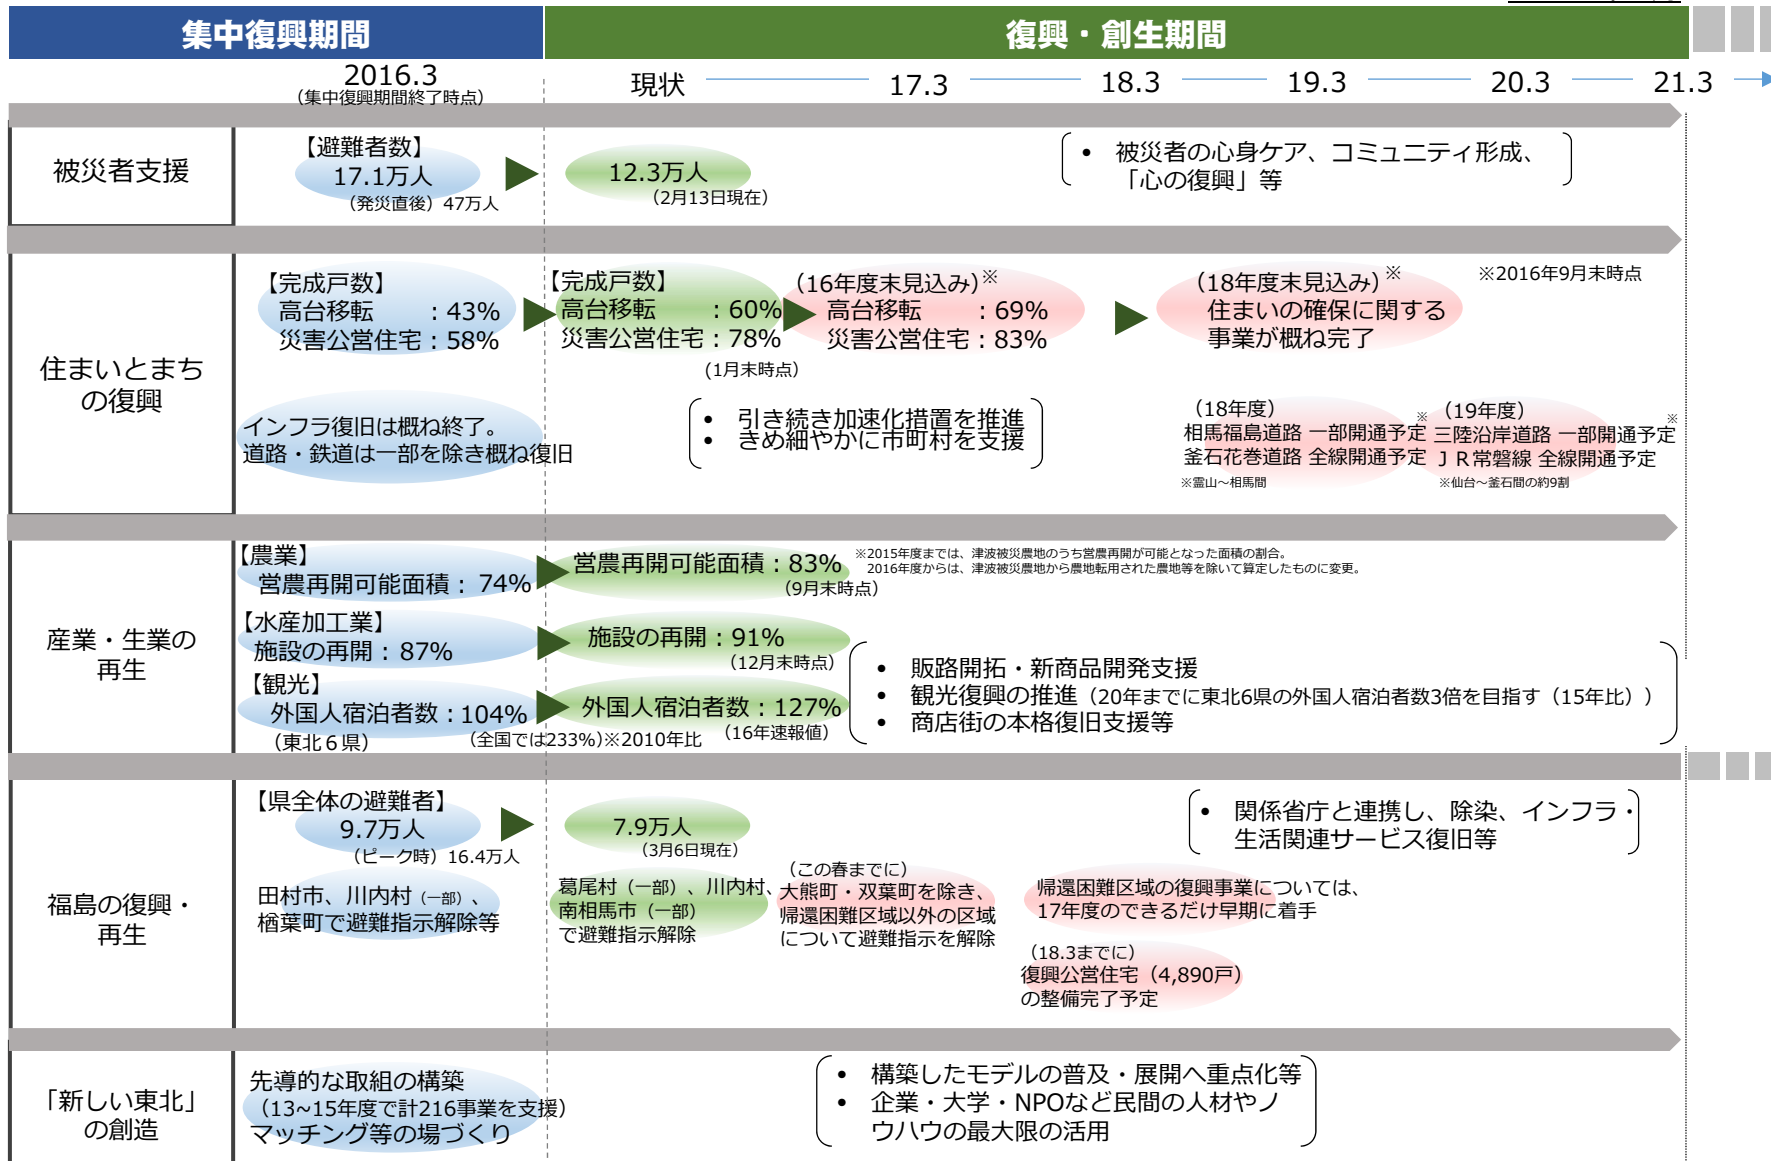 集中復興期間
復興・創生期間
2016.3
(集中復興期間終了時点)
現状
17.3
18.3
19.3
20.3
21.3
被災者支援
【避難者数】
17.1万人
(発災直後) 47万人
12.3万人
(2月13日現在)
• 被災者の心身ケア、コミュニティ形成、
「心の復興」等
住まいとまち
の復興
【完成戸数】
高台移転 :43%
災害公営住宅:58%
【完成戸数】
高台移転 :60%
災害公営住宅:78%
(1月末時点)
(16年度末見込み)※
高台移転 :69%
災害公営住宅:83%
(18年度末見込み)※
住まいの確保に関する
事業が概ね完了
※2016年9月末時点
インフラ復旧は概ね終了。
道路・鉄道は一部を除き概ね復旧
• 引き続き加速化措置を推進
• きめ細やかに市町村を支援
(18年度)
相馬福島道路 一部開通予定※
釜石花巻道路 全線開通予定
※霊山～相馬間
(19年度)
三陸沿岸道路 一部開通予定※
ＪＲ常磐線 全線開通予定
※仙台～釜石間の約9割
産業・生業の
再生
【農業】
営農再開可能面積：74%
営農再開可能面積：83%
(9月末時点)
※2015年度までは、津波被災農地のうち営農再開が可能となった面積の割合。
2016年度からは、津波被災農地から農地転用された農地等を除いて算定したものに変更。
【水産加工業】
施設の再開：87%
施設の再開：91%
(12月末時点)
【観光】
外国人宿泊者数：104%
(東北６県)
(全国では233%)※2010年比
外国人宿泊者数：127%
(16年速報値)
• 販路開拓・新商品開発支援
• 観光復興の推進(20年までに東北6県の外国人宿泊者数3倍を目指す(15年比))
• 商店街の本格復旧支援等
福島の復興・
再生
【県全体の避難者】
9.7万人
(ピーク時) 16.4万人
7.9万人
(3月6日現在)
• 関係省庁と連携し、除染、インフラ・
生活関連サービス復旧等
田村市、川内村(一部)、
楢葉町で避難指示解除等
葛尾村(一部)、川内村、
南相馬市(一部)
で避難指示解除
(この春までに)
大熊町・双葉町を除き、
帰還困難区域以外の区域
について避難指示を解除
帰還困難区域の復興事業については、
17年度のできるだけ早期に着手
(18.3までに)
復興公営住宅(4,890戸)
の整備完了予定
「新しい東北」
の創造
先導的な取組の構築
(13~15年度で計216事業を支援)
マッチング等の場づくり
• 構築したモデルの普及・展開へ重点化等
• 企業・大学・NPOなど民間の人材やノ
ウハウの最大限の活用